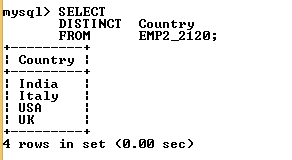 mysql> SELECT
DISTINCT Country
FROM EMP2_2120;
+---------+
| Country |
+---------+
| India |
| Italy |
| USA |
| UK |
+---------+
4 rows in set (0.00 sec)